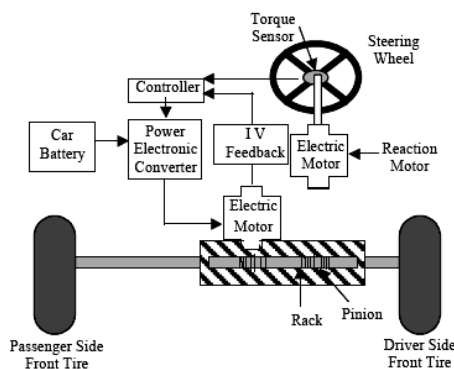 Torque
Sensor
Steering
Wheel
Controller
Car
Battery
Power
Electronic
Converter
I V
Feedback
Electric
Motor
Reaction
Motor
Electric
Motor
Rack
Pinion
Passenger Side
Front Tire
Driver Side
Front Tire